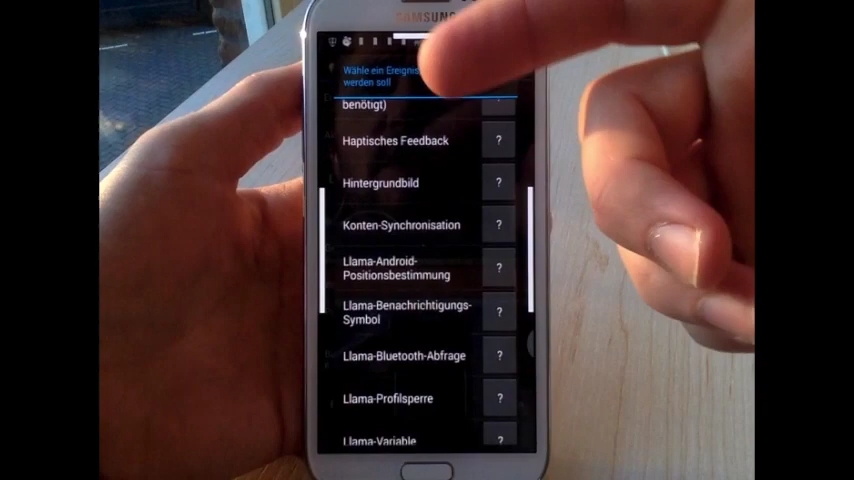 SAMSUNG
Wähle ein Ereignis
werden soll
benötigt)
?
Haptisches Feedback
?
Hintergrundbild
?
Konten-Synchronisation
?
Llama-Android-
Positionsbestimmung
?
Llama-Benachrichtigungs-
Symbol
?
Llama-Bluetooth-Abfrage
?
Llama-Profilsperre
?
Llama-Variable
?